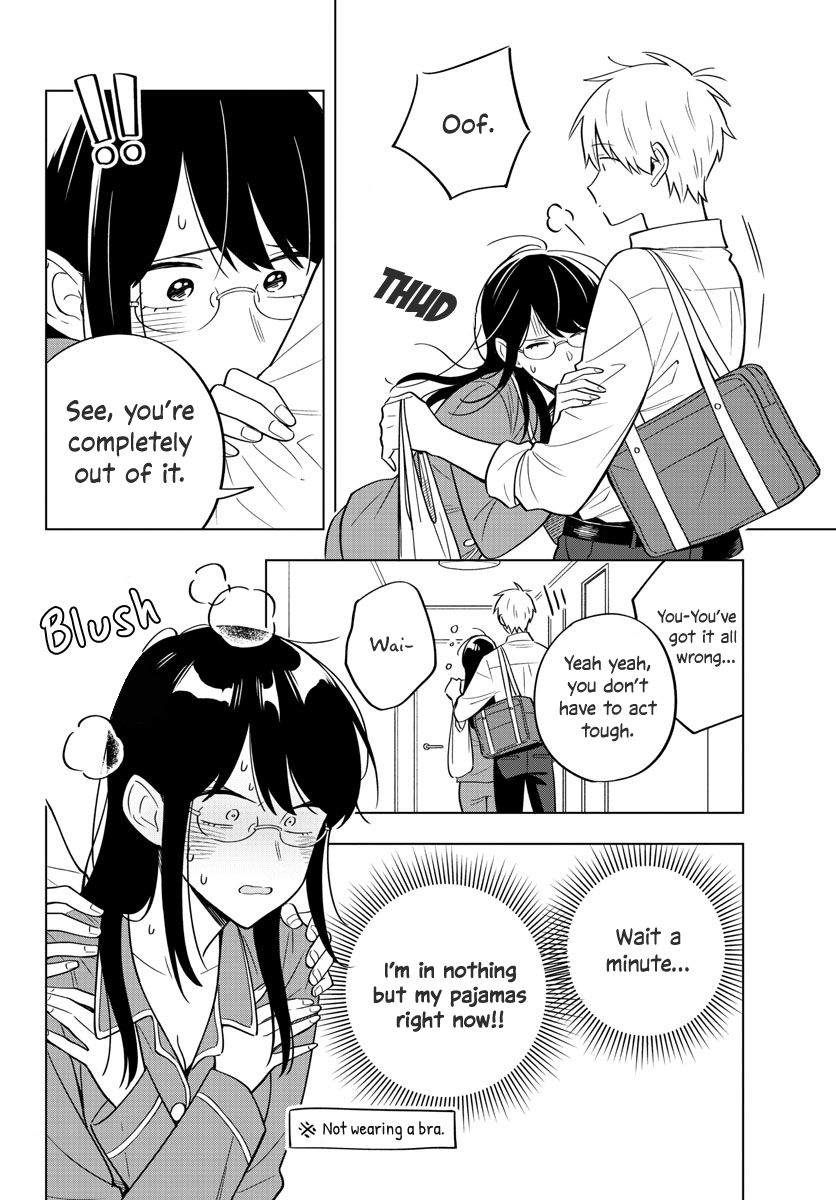 Oof.
THUD
!!
See, you're
completely
out of it.
You-You've
got it all
wrong...
Yeah yeah,
you don't
have to act
tough.
Wai-
Blush
Wait a
minute...
I'm in nothing
but my pajamas
right now!!
※ Not wearing a bra.